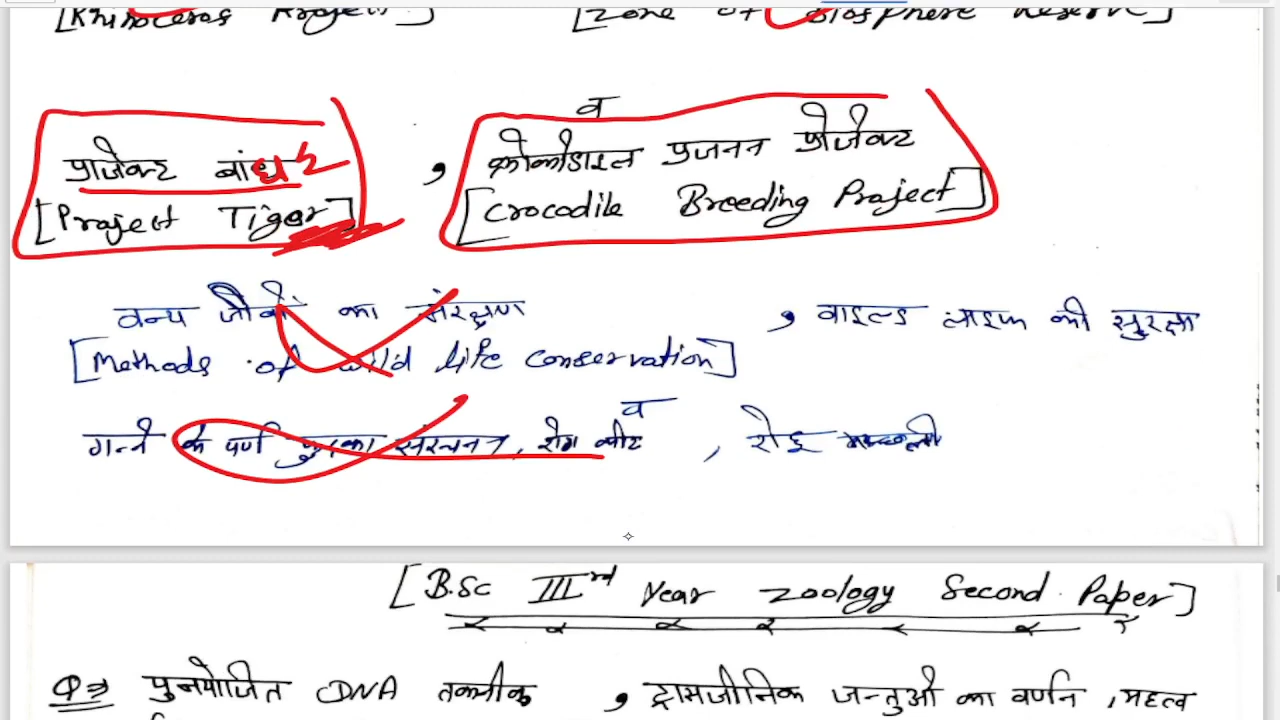 [Rhinoceros Project] [Zone of Biosphere Reserve]
व
प्रोजेक्ट बांघ , क्रोकोडाइल प्रजनन प्रोजेक्ट
[Project Tiger] [Crocodile Breeding Project]
वन्य जीवों का संरक्षण , वाइल्ड लाइफ की सुरक्षा
[Methods of wild life conservation]
व
गन्ने के पर्ण फुदका संरचना, रोग कीट , रोहू मछली
[B.Sc IIIrd Year Zoology Second Paper]
Q⇒ पुनर्योजित CDNA तकनीक , ट्रांसजीनिक जन्तुओ का वर्णन , महत्व